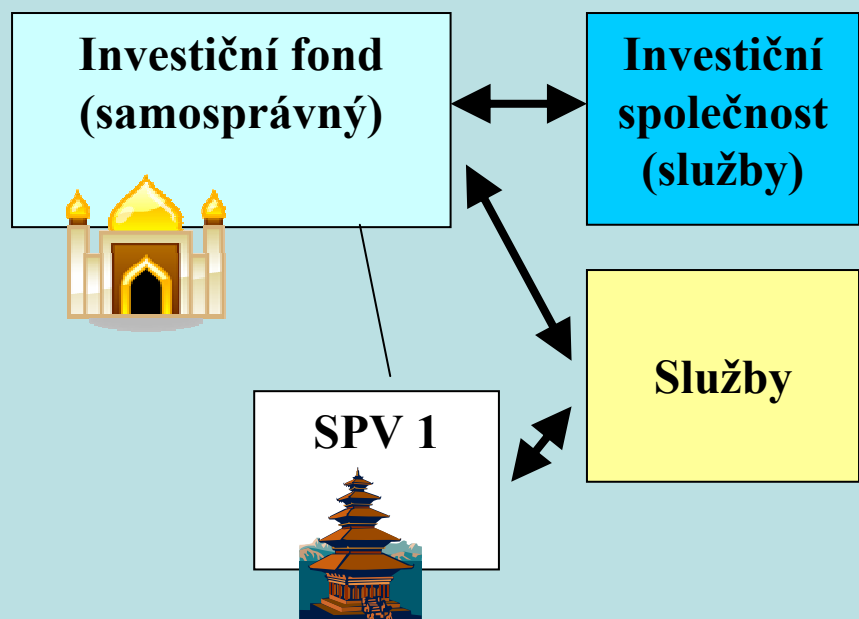 Investiční fond
(samosprávný)
Investiční
společnost
(služby)
Služby
SPV 1